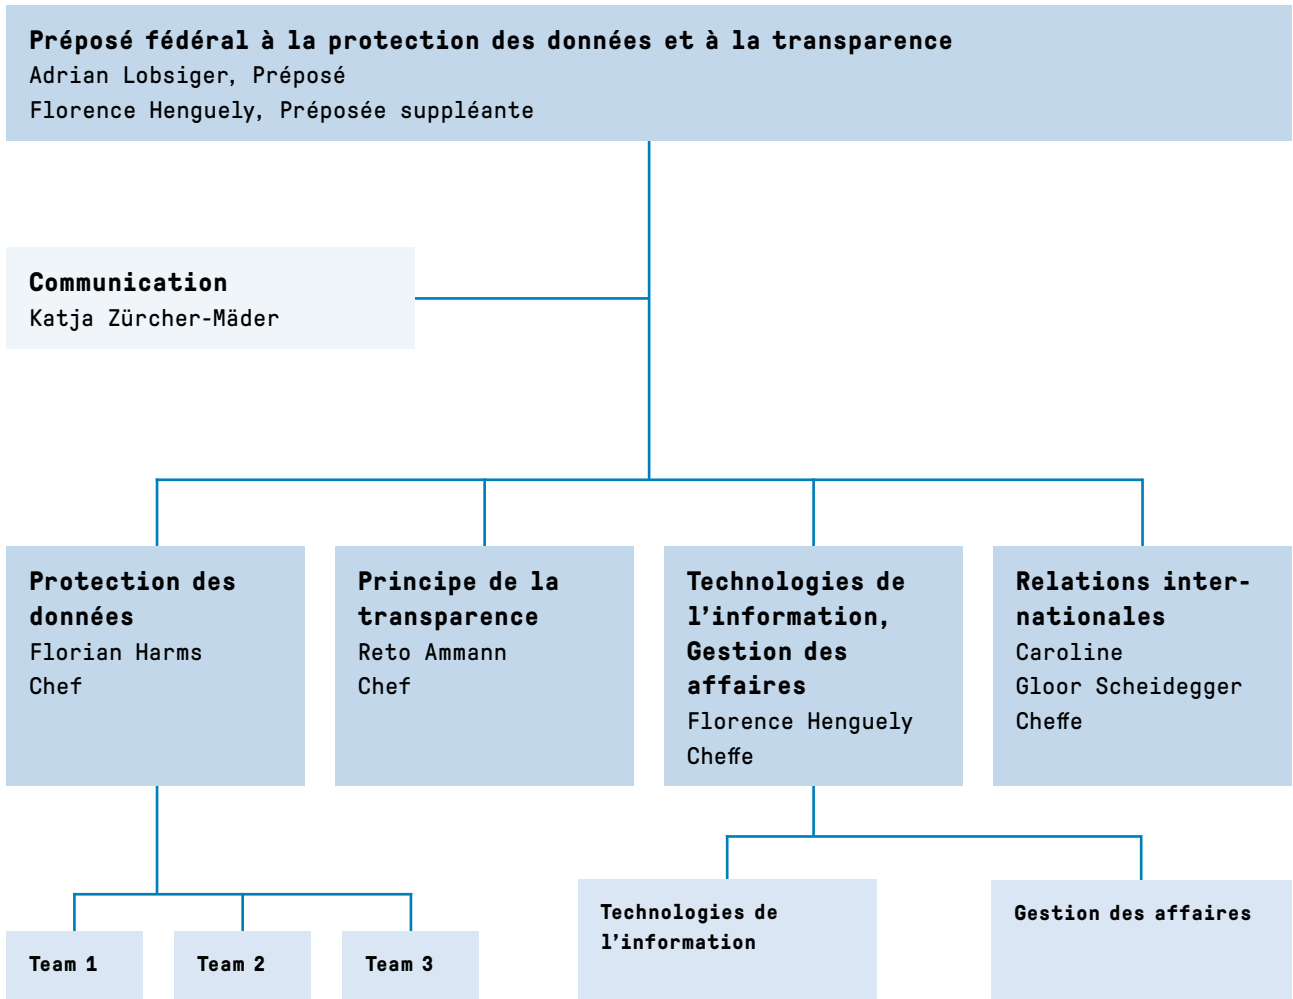 Préposé fédéral à la protection des données et à la transparence
Adrian Lobsiger, Préposé
Florence Henguely, Préposée suppléante
Communication
Katja Zürcher-Mäder
Protection des
données
Florian Harms
Chef
Principe de la
transparence
Reto Ammann
Chef
Technologies de
l’information,
Gestion des
affaires
Florence Henguely
Cheffe
Relations inter-
nationales
Caroline
Gloor Scheidegger
Cheffe
Team 1
Team 2
Team 3
Technologies de
l’information
Gestion des affaires